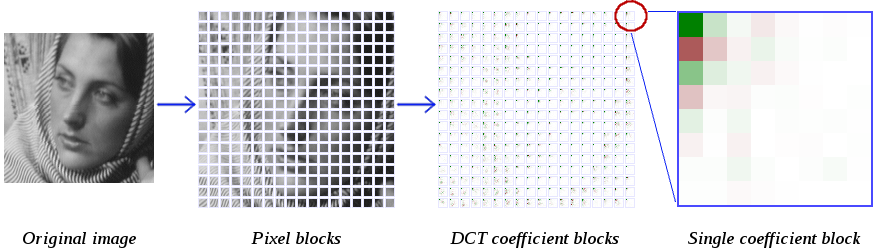 Original image
Pixel blocks
DCT coefficient blocks
Single coefficient block